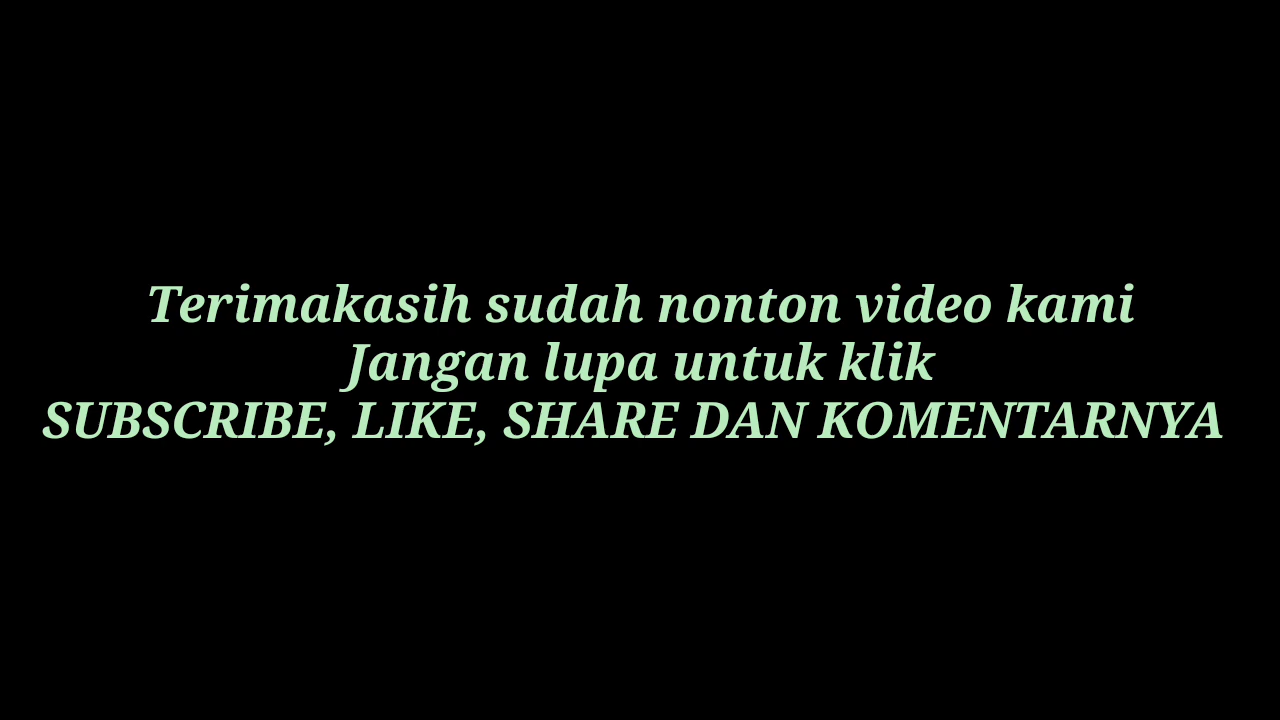 Terimakasih sudah nonton video kami
Jangan lupa untuk klik
SUBSCRIBE, LIKE, SHARE DAN KOMENTARNYA